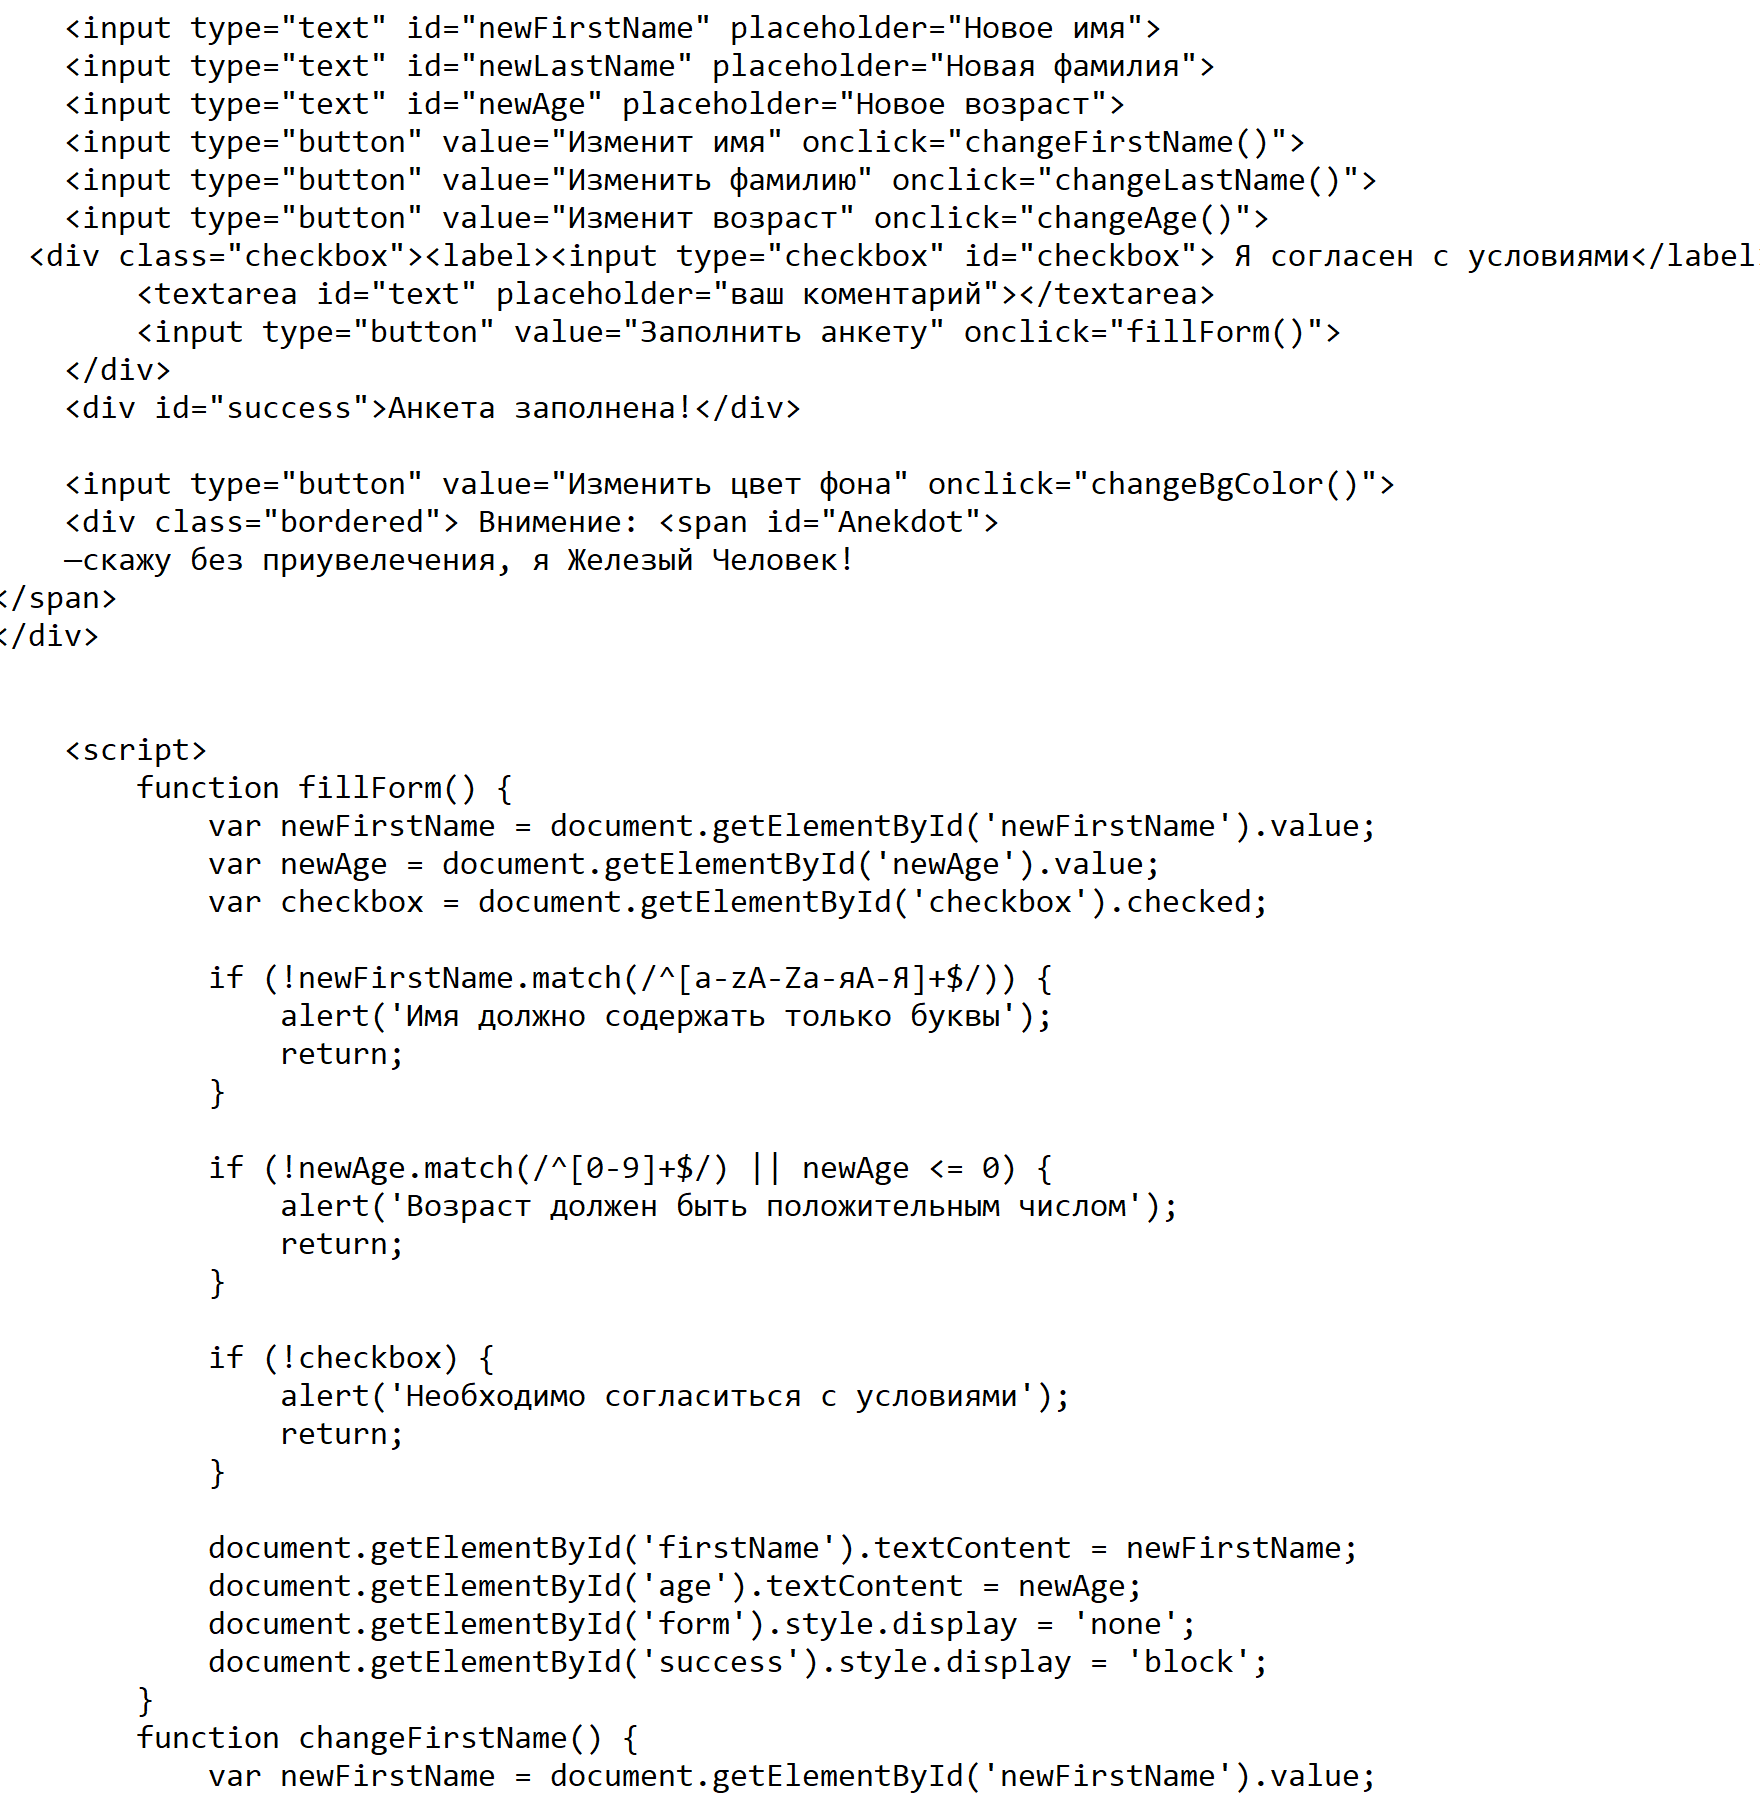 <input type="text" id="newFirstName" placeholder="Новое имя">
<input type="text" id="newLastName" placeholder="Новая фамилия">
<input type="text" id="newAge" placeholder="Новое возраст">
<input type="button" value="Изменит имя" onclick="changeFirstName()">
<input type="button" value="Изменить фамилию" onclick="changeLastName()">
<input type="button" value="Изменит возраст" onclick="changeAge()">
<div class="checkbox"><label><input type="checkbox" id="checkbox"> Я согласен с условиями</label>
<textarea id="text" placeholder="ваш коментарий"></textarea>
<input type="button" value="Заполнить анкету" onclick="fillForm()">
</div>
<div id="success">Анкета заполнена!</div>
<input type="button" value="Изменить цвет фона" onclick="changeBgColor()">
<div class="bordered"> Внимение: <span id="Anekdot">
—скажу без приувелечения, я Железый Человек!
</span>
</div>
<script>
function fillForm() {
var newFirstName = document.getElementById('newFirstName').value;
var newAge = document.getElementById('newAge').value;
var checkbox = document.getElementById('checkbox').checked;
if (!newFirstName.match(/^[a-zA-Zа-яА-Я]+$/)) {
alert('Имя должно содержать только буквы');
return;
}
if (!newAge.match(/^[0-9]+$/) || newAge <= 0) {
alert('Возраст должен быть положительным числом');
return;
}
if (!checkbox) {
alert('Необходимо согласиться с условиями');
return;
}
document.getElementById('firstName').textContent = newFirstName;
document.getElementById('age').textContent = newAge;
document.getElementById('form').style.display = 'none';
document.getElementById('success').style.display = 'block';
}
function changeFirstName() {
var newFirstName = document.getElementById('newFirstName').value;